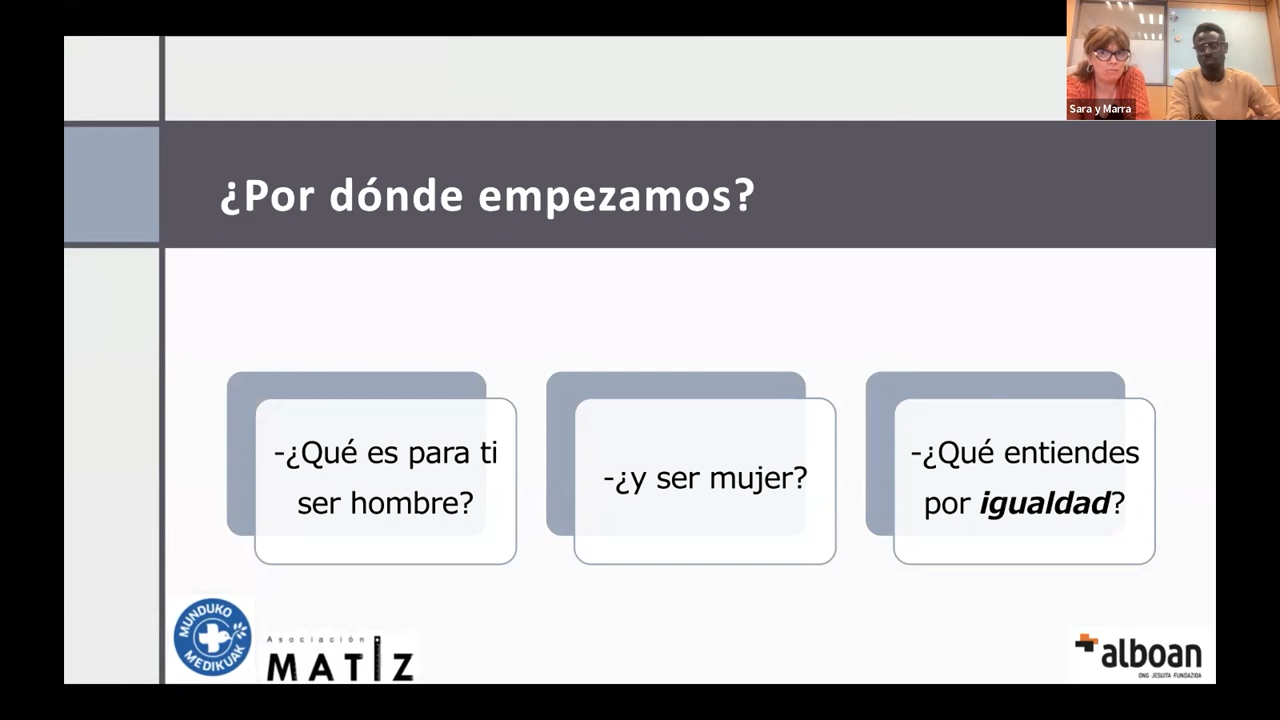 Sara y Marra
¿Por dónde empezamos?
-¿Qué es para ti
ser hombre?
-¿y ser mujer?
-¿Qué entiendes
por igualdad?
MUNDUKO
MEDIKUAK
Asociación
MATIZ
alboan
ONG JESUITA FUNDAZIOA